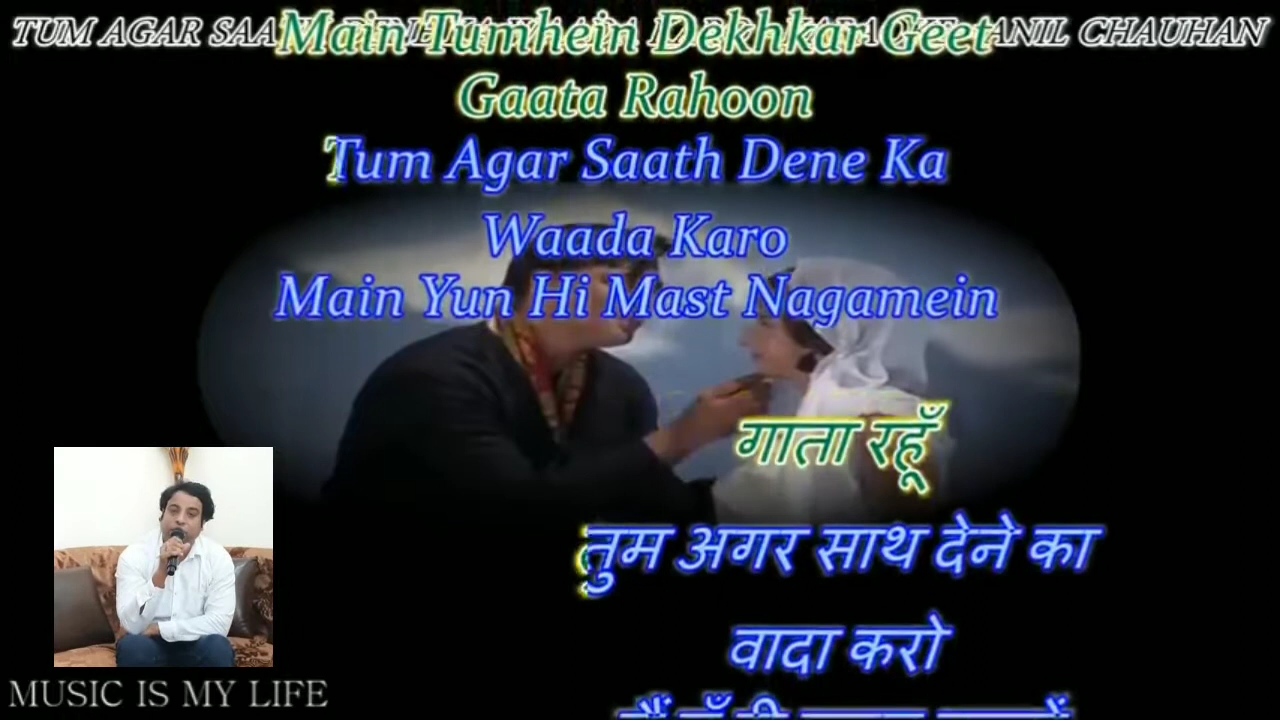 TUM AGAR SAA ANIL CHAUHAN
Main Tumhein Dekhkar Geet
Gaata Rahoon
Tum Agar Saath Dene Ka
Waada Karo
Main Yun Hi Mast Nagamein
गाता रहूँ
तुम अगर साथ देने का
वादा करो
MUSIC IS MY LIFE